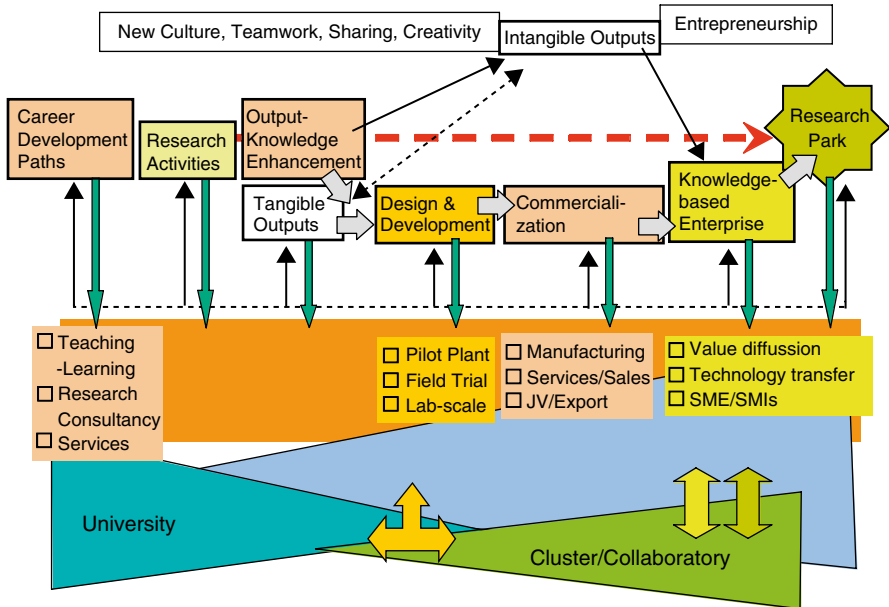 New Culture, Teamwork, Sharing, Creativity
Intangible Outputs
Entrepreneurship
Career
Development
Paths
Research
Activities
Output-
Knowledge
Enhancement
Research
Park
Tangible
Outputs
Design &
Development
Commerciali-
zation
Knowledge-
based
Enterprise
Teaching
-Learning
Research
Consultancy
Services
Pilot Plant
Field Trial
Lab-scale
Manufacturing
Services/Sales
JV/Export
Value diffussion
Technology transfer
SME/SMIs
University
Cluster/Collaboratory